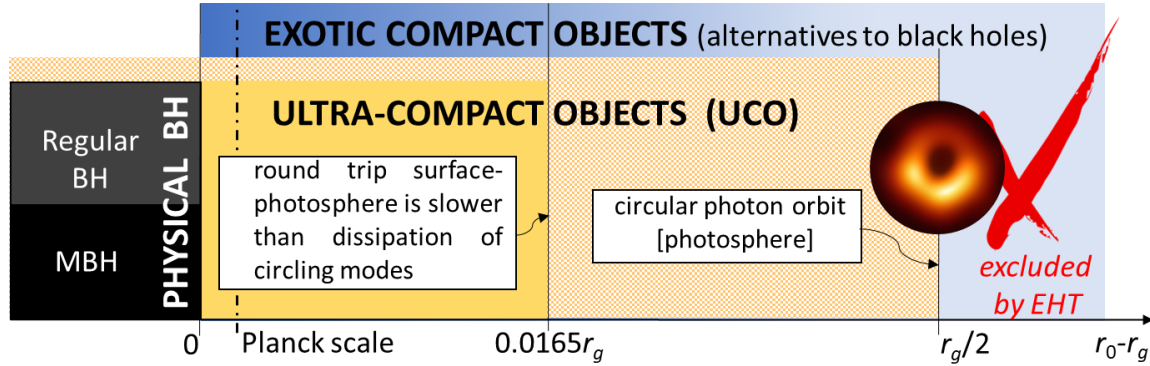 EXOTIC COMPACT OBJECTS (alternatives to black holes)
ULTRA-COMPACT OBJECTS (UCO)
Regular
BH
MBH
PHYSICAL BH
round trip surface-
photosphere is slower
than dissipation of
circling modes
circular photon orbit
[photosphere]
excluded
by EHT
0
Planck scale
0.0165r_g
r_g/2
r_0-r_g